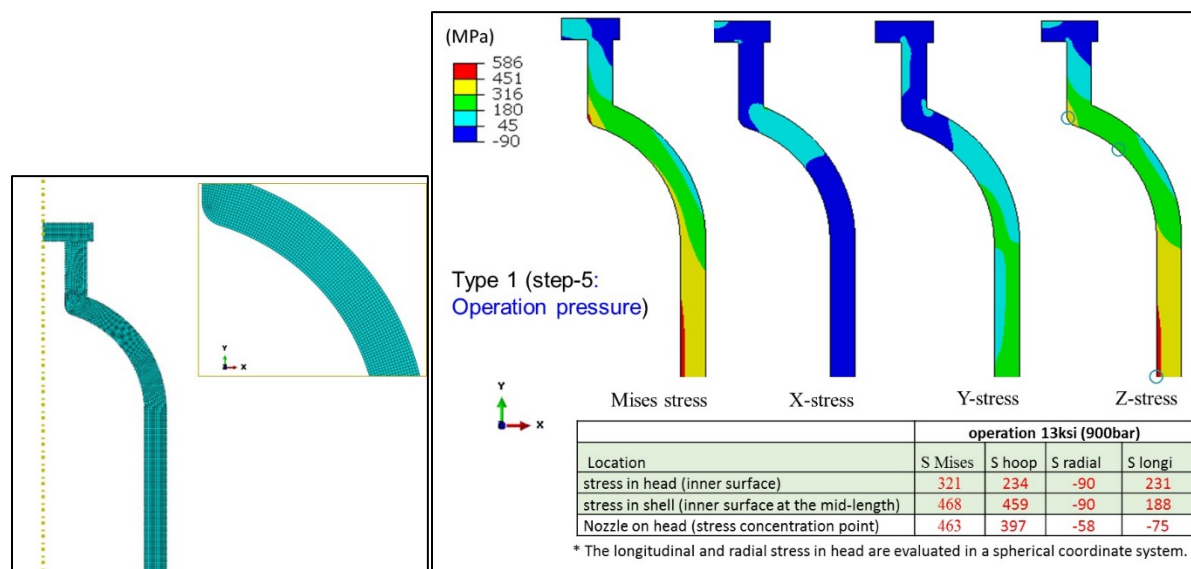 Y
X
(MPa)
586
451
316
180
45
-90
Type 1 (step-5:
Operation pressure)
Y
X
Mises stress
X-stress
Y-stress
Z-stress
operation 13ksi (900bar)
Location S Mises S hoop S radial S longi
stress in head (inner surface) 321 234 -90 231
stress in shell (inner surface at the mid-length) 468 459 -90 188
Nozzle on head (stress concentration point) 463 397 -58 -75
* The longitudinal and radial stress in head are evaluated in a spherical coordinate system.